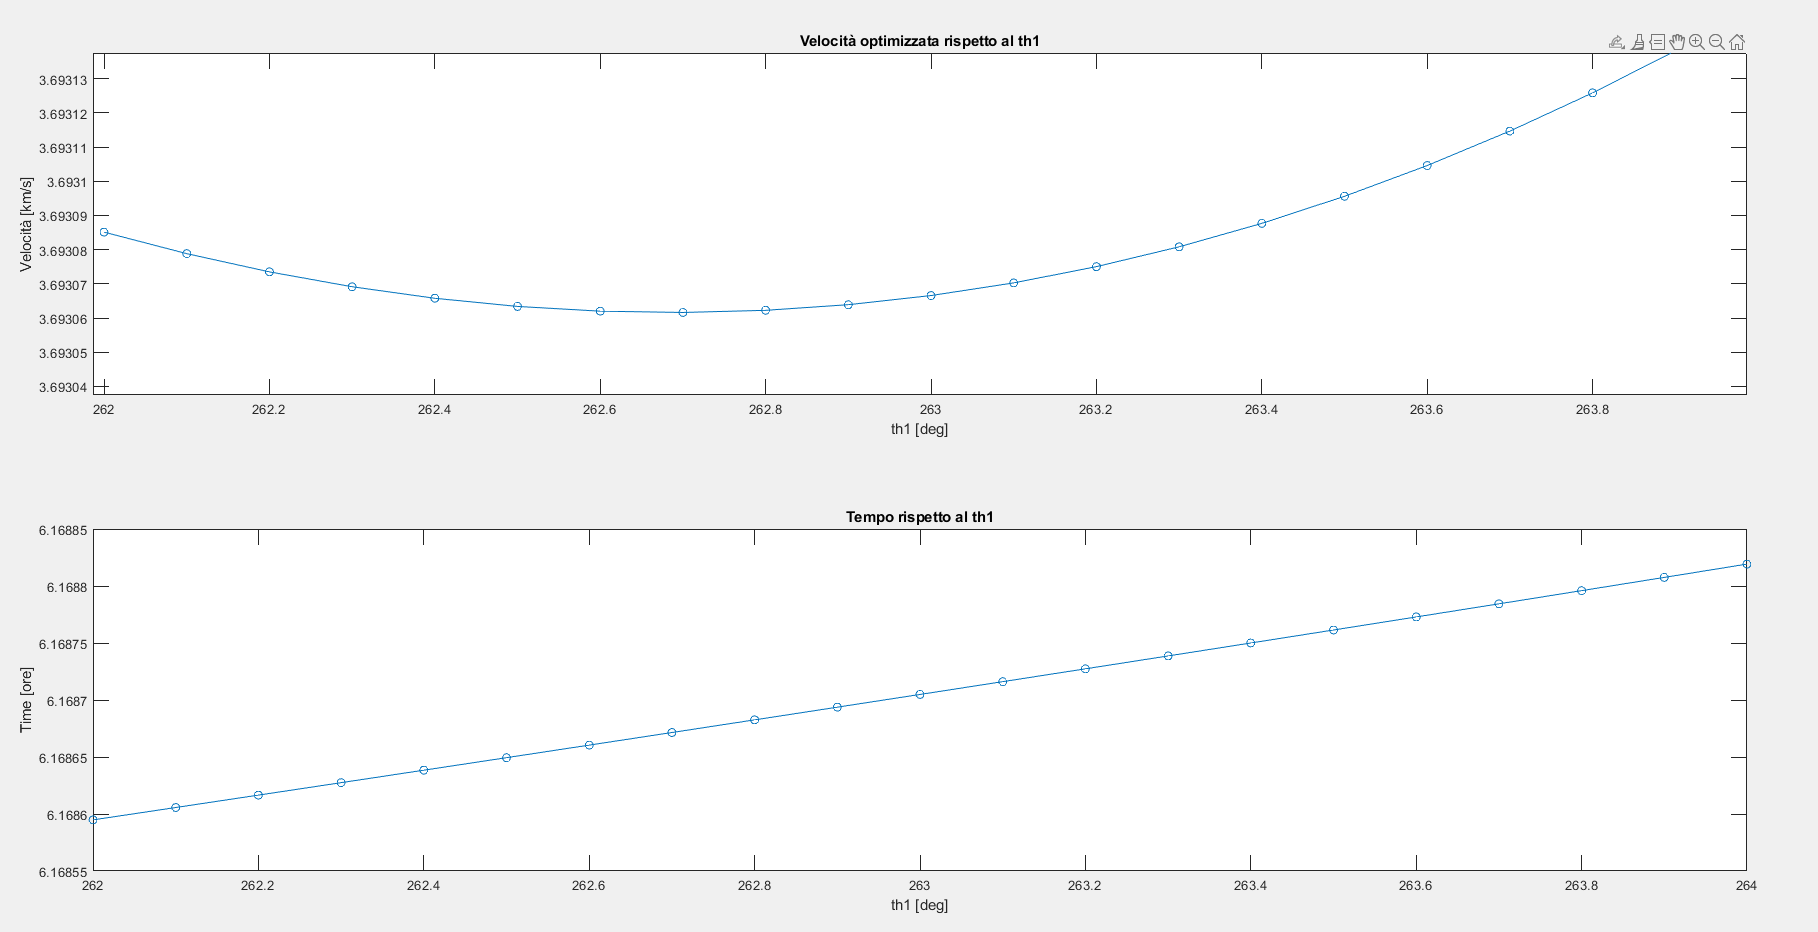 Velocità optimizzata rispetto al th1
Velocità [km/s]
3.69313
3.69312
3.69311
3.6931
3.69309
3.69308
3.69307
3.69306
3.69305
3.69304
262 262.2 262.4 262.6 262.8 263 263.2 263.4 263.6 263.8
th1 [deg]
Tempo rispetto al th1
Time [ore]
6.16885
6.1688
6.16875
6.1687
6.16865
6.1686
6.16855
262 262.2 262.4 262.6 262.8 263 263.2 263.4 263.6 263.8 264
th1 [deg]